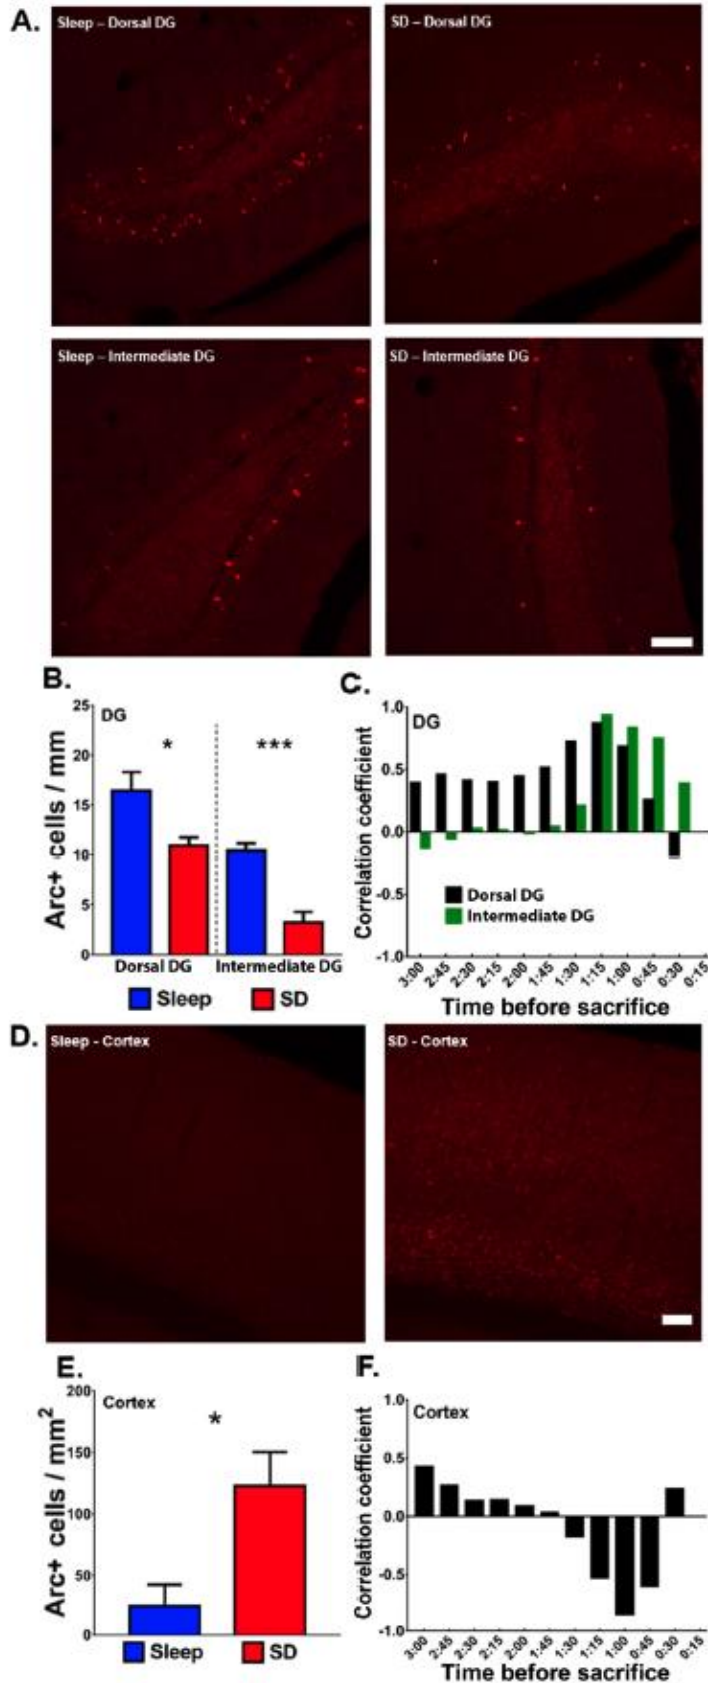 A.
Sleep – Dorsal DG
SD – Dorsal DG
Sleep – Intermediate DG
SD – Intermediate DG
B.
DG
* ***
Arc+ cells / mm
25
20
15
10
5
0
Dorsal DG Intermediate DG
Sleep SD
C.
DG
Correlation coefficient
1.0
0.5
0.0
-0.5
-1.0
Dorsal DG
Intermediate DG
3:00 2:45 2:30 2:15 2:00 1:45 1:30 1:15 1:00 0:45 0:30 0:15
Time before sacrifice
D.
Sleep - Cortex
SD - Cortex
E.
Cortex
*
Arc+ cells / mm²
200
150
100
50
0
Sleep SD
F.
Cortex
Correlation coefficient
1.0
0.5
0.0
-0.5
-1.0
3:00 2:45 2:30 2:15 2:00 1:45 1:30 1:15 1:00 0:45 0:30 0:15
Time before sacrifice